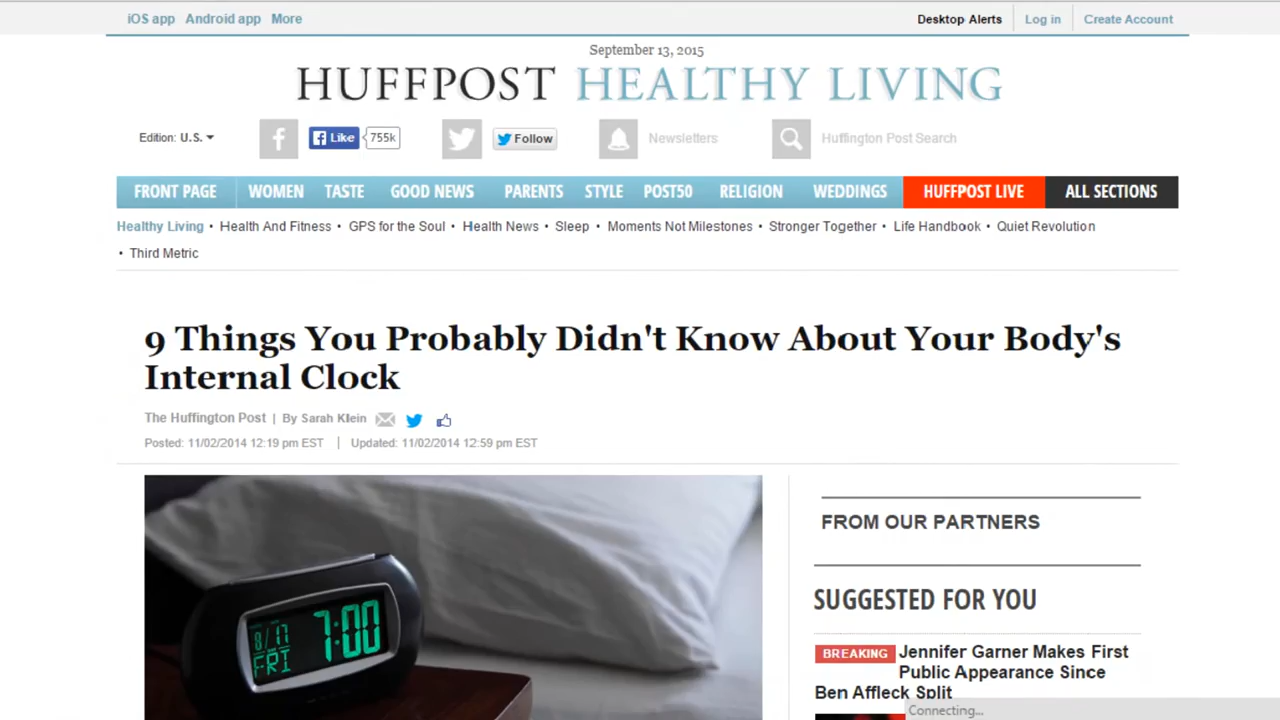 iOS app Android app More Desktop Alerts Log in Create Account
September 13, 2015
HUFFPOST HEALTHY LIVING
Edition: U.S. Like 755k Follow Newsletters Huffington Post Search
FRONT PAGE WOMEN TASTE GOOD NEWS PARENTS STYLE POST50 RELIGION WEDDINGS HUFFPOST LIVE ALL SECTIONS
Healthy Living • Health And Fitness • GPS for the Soul • Health News • Sleep • Moments Not Milestones • Stronger Together • Life Handbook • Quiet Revolution
• Third Metric
9 Things You Probably Didn't Know About Your Body's
Internal Clock
The Huffington Post | By Sarah Klein
Posted: 11/02/2014 12:19 pm EST | Updated: 11/02/2014 12:59 pm EST
8/17 7:00
FRI
FROM OUR PARTNERS
SUGGESTED FOR YOU
BREAKING Jennifer Garner Makes First
Public Appearance Since
Ben Affleck Split
Connecting...